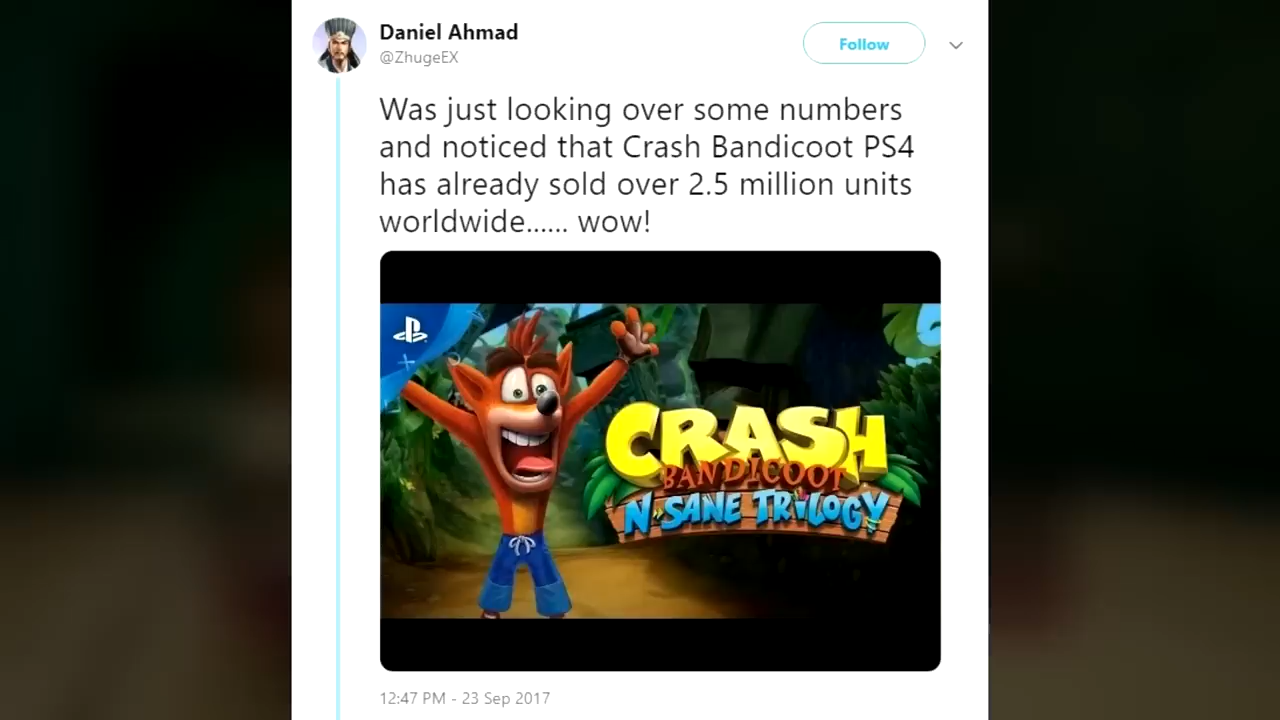 Daniel Ahmad
@ZhugeEX
Follow
Was just looking over some numbers
and noticed that Crash Bandicoot PS4
has already sold over 2.5 million units
worldwide...... wow!
CRASH
BANDICOOT
N•SANE TRILOGY
12:47 PM - 23 Sep 2017